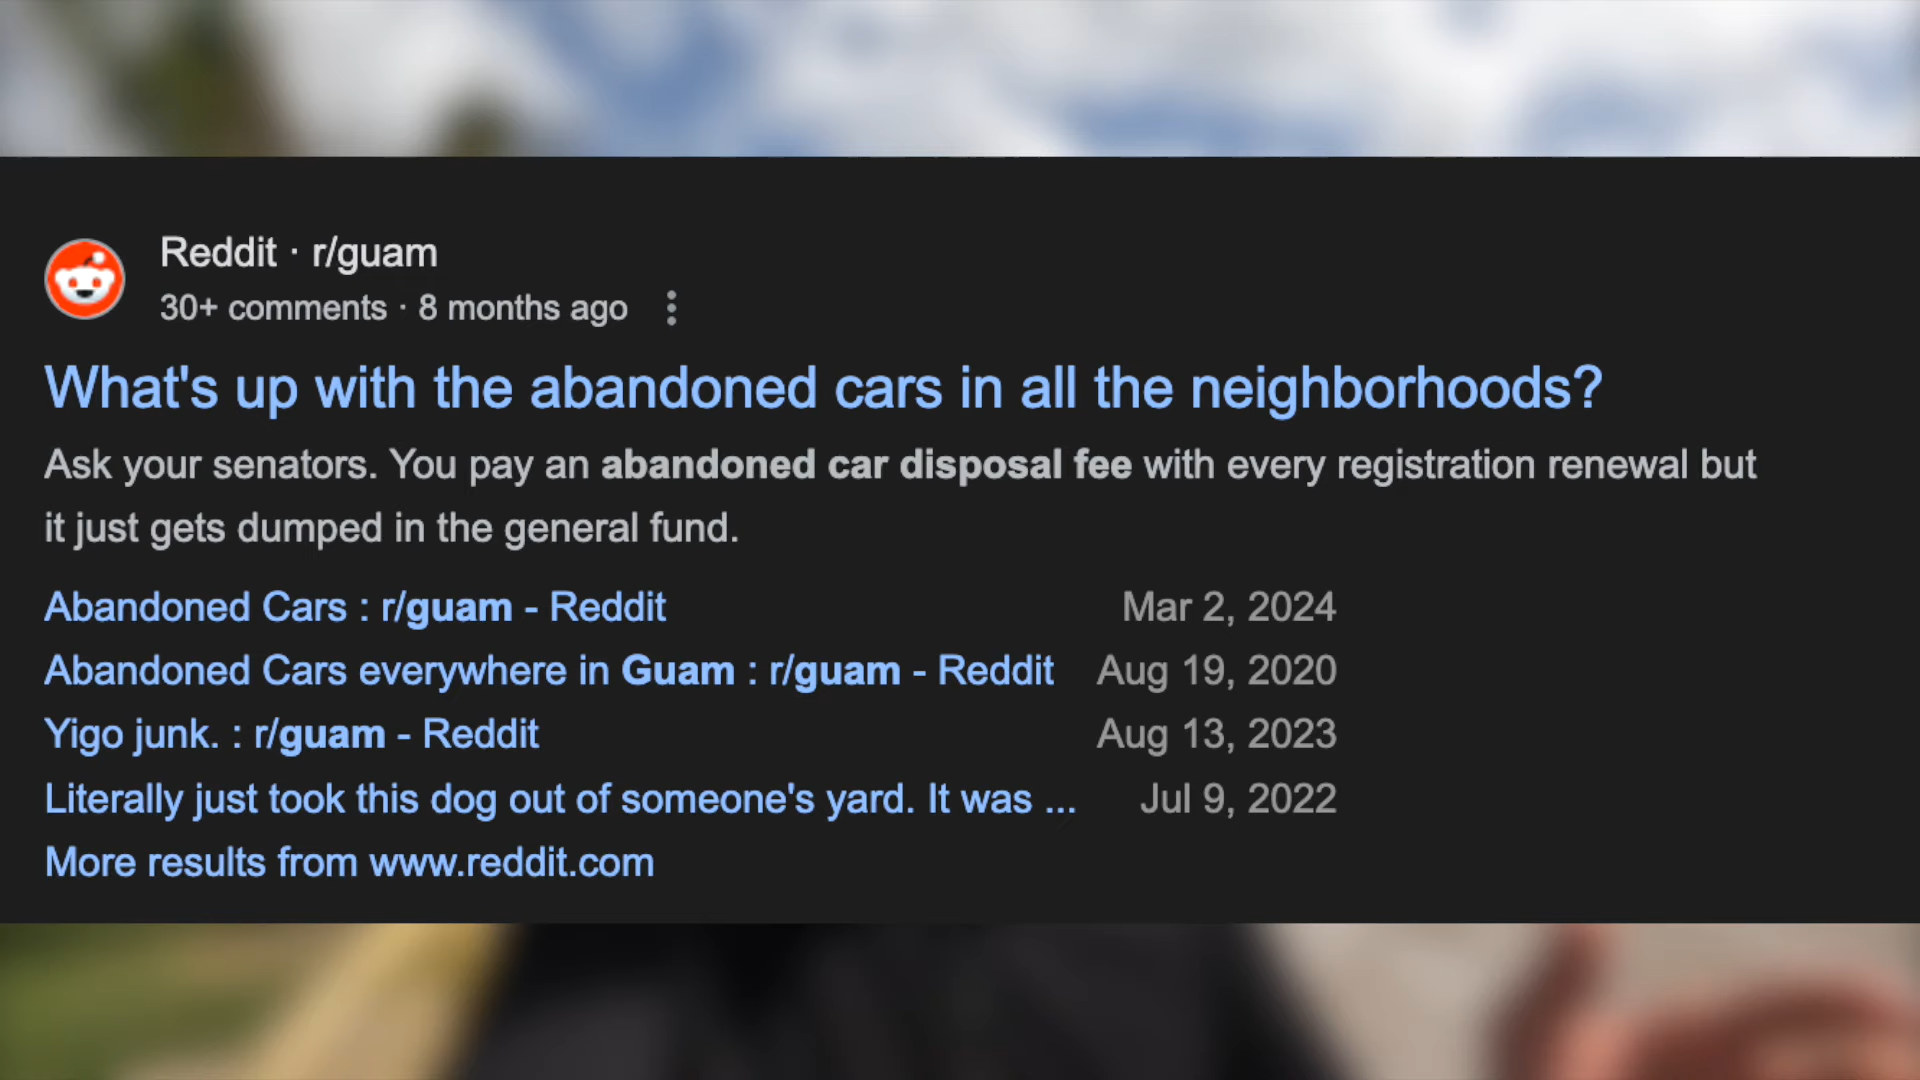 Reddit · r/guam
30+ comments · 8 months ago
What's up with the abandoned cars in all the neighborhoods?
Ask your senators. You pay an abandoned car disposal fee with every registration renewal but
it just gets dumped in the general fund.
Abandoned Cars : r/guam - Reddit Mar 2, 2024
Abandoned Cars everywhere in Guam : r/guam - Reddit Aug 19, 2020
Yigo junk. : r/guam - Reddit Aug 13, 2023
Literally just took this dog out of someone's yard. It was ... Jul 9, 2022
More results from www.reddit.com